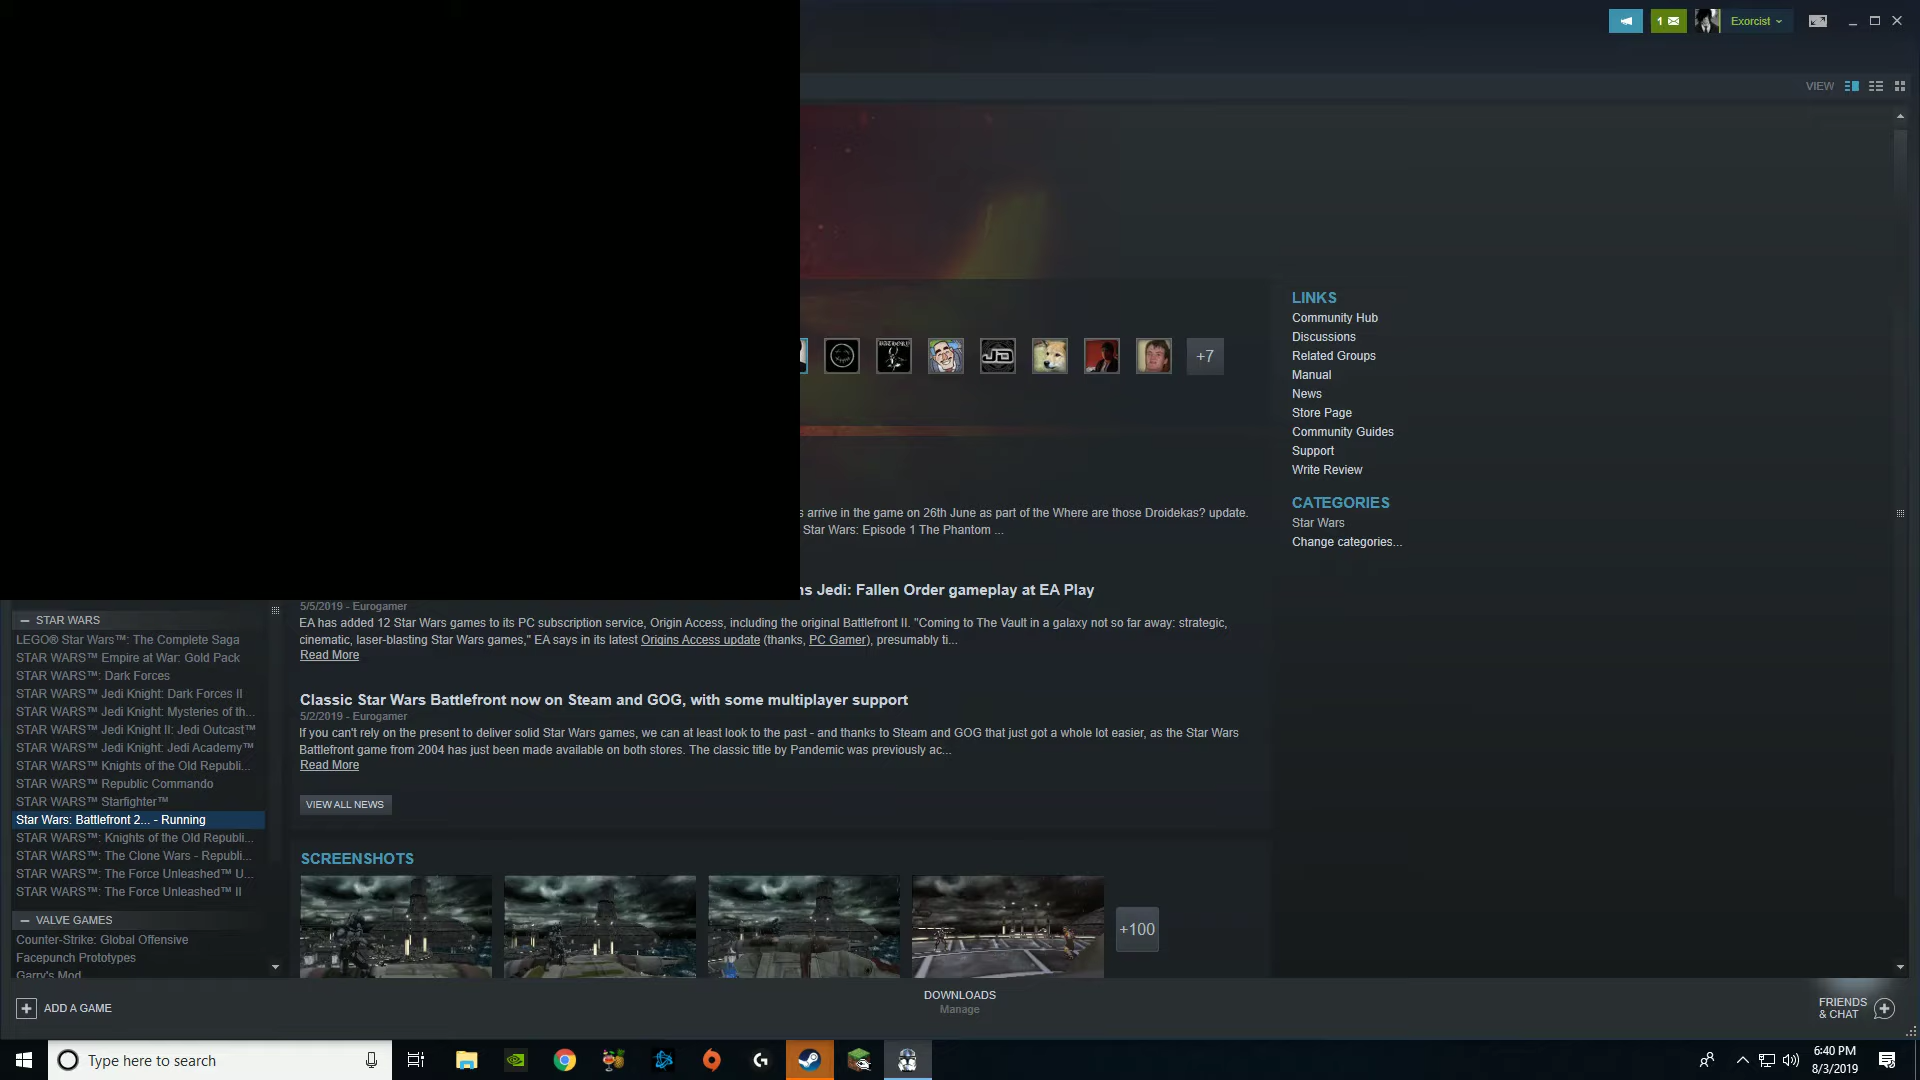 1
Exorcist
VIEW
LINKS
Community Hub
Discussions
Related Groups
Manual
News
Store Page
Community Guides
Support
Write Review
CATEGORIES
Star Wars
Change categories...
+7
s arrive in the game on 26th June as part of the Where are those Droidekas? update.
Star Wars: Episode 1 The Phantom ...
ns Jedi: Fallen Order gameplay at EA Play
5/5/2019 - Eurogamer
EA has added 12 Star Wars games to its PC subscription service, Origin Access, including the original Battlefront II. "Coming to The Vault in a galaxy not so far away: strategic,
cinematic, laser-blasting Star Wars games," EA says in its latest Origins Access update (thanks, PC Gamer), presumably ti...
Read More
Classic Star Wars Battlefront now on Steam and GOG, with some multiplayer support
5/2/2019 - Eurogamer
If you can't rely on the present to deliver solid Star Wars games, we can at least look to the past - and thanks to Steam and GOG that just got a whole lot easier, as the Star Wars
Battlefront game from 2004 has just been made available on both stores. The classic title by Pandemic was previously ac...
Read More
VIEW ALL NEWS
SCREENSHOTS
+100
STAR WARS
LEGO® Star Wars™: The Complete Saga
STAR WARS™ Empire at War: Gold Pack
STAR WARS™: Dark Forces
STAR WARS™ Jedi Knight: Dark Forces II
STAR WARS™ Jedi Knight: Mysteries of th...
STAR WARS™ Jedi Knight II: Jedi Outcast™
STAR WARS™ Jedi Knight: Jedi Academy™
STAR WARS™ Knights of the Old Republi...
STAR WARS™ Republic Commando
STAR WARS™ Starfighter™
Star Wars: Battlefront 2... - Running
STAR WARS™: Knights of the Old Republi...
STAR WARS™: The Clone Wars - Republi...
STAR WARS™: The Force Unleashed™ U...
STAR WARS™: The Force Unleashed™ II
VALVE GAMES
Counter-Strike: Global Offensive
Facepunch Prototypes
Garry's Mod
ADD A GAME
DOWNLOADS
Manage
FRIENDS
& CHAT
Type here to search
6:40 PM
8/3/2019